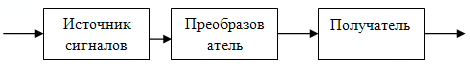 Источник
сигналов
Преобразов
атель
Получатель